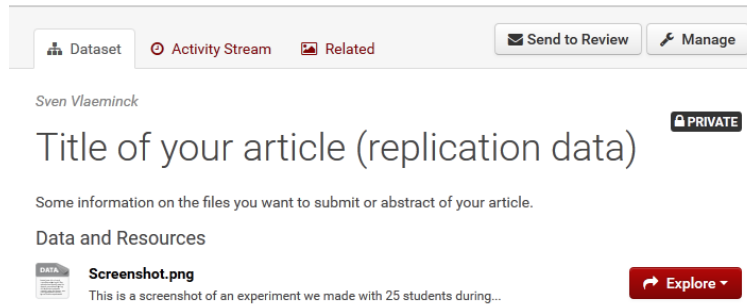 Dataset
Activity Stream
Related
Send to Review
Manage
Sven Vlaeminck
PRIVATE
Title of your article (replication data)
Some information on the files you want to submit or abstract of your article.
Data and Resources
DATA
Screenshot.png
Explore
This is a screenshot of an experiment we made with 25 students during...